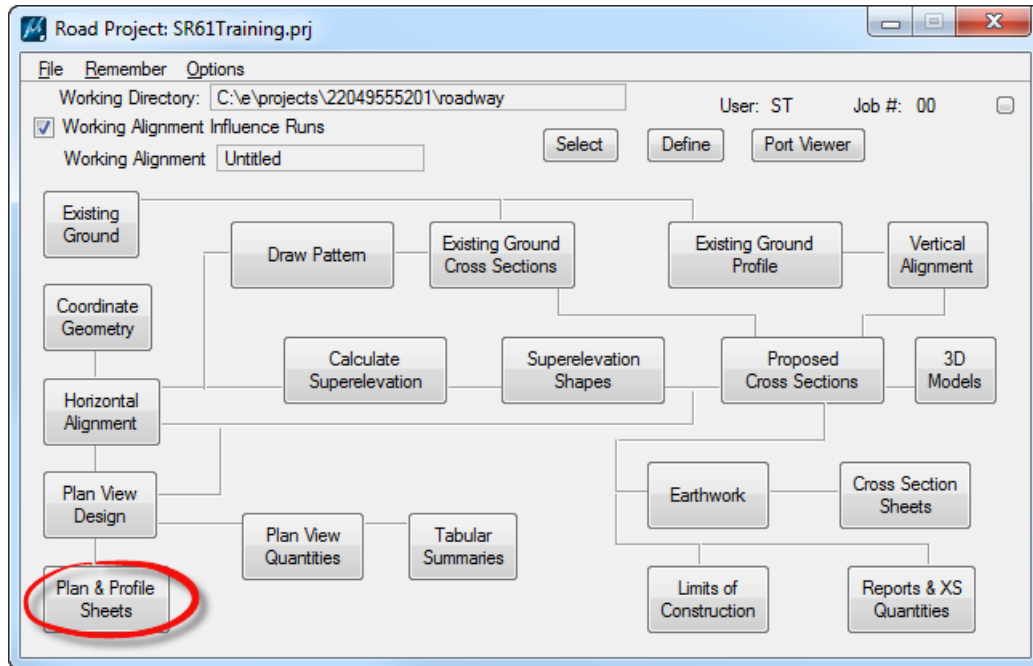 Road Project: SR61Training.prj
File Remember Options
Working Directory: C:\e\projects\22049555201\roadway
User: ST Job #: 00
Working Alignment Influence Runs
Working Alignment Untitled
Select Define Port Viewer
Existing
Ground
Draw Pattern
Existing Ground
Cross Sections
Existing Ground
Profile
Vertical
Alignment
Coordinate
Geometry
Calculate
Superelevation
Superelevation
Shapes
Proposed
Cross Sections
3D
Models
Horizontal
Alignment
Plan View
Design
Earthwork
Cross Section
Sheets
Plan View
Quantities
Tabular
Summaries
Plan & Profile
Sheets
Limits of
Construction
Reports & XS
Quantities